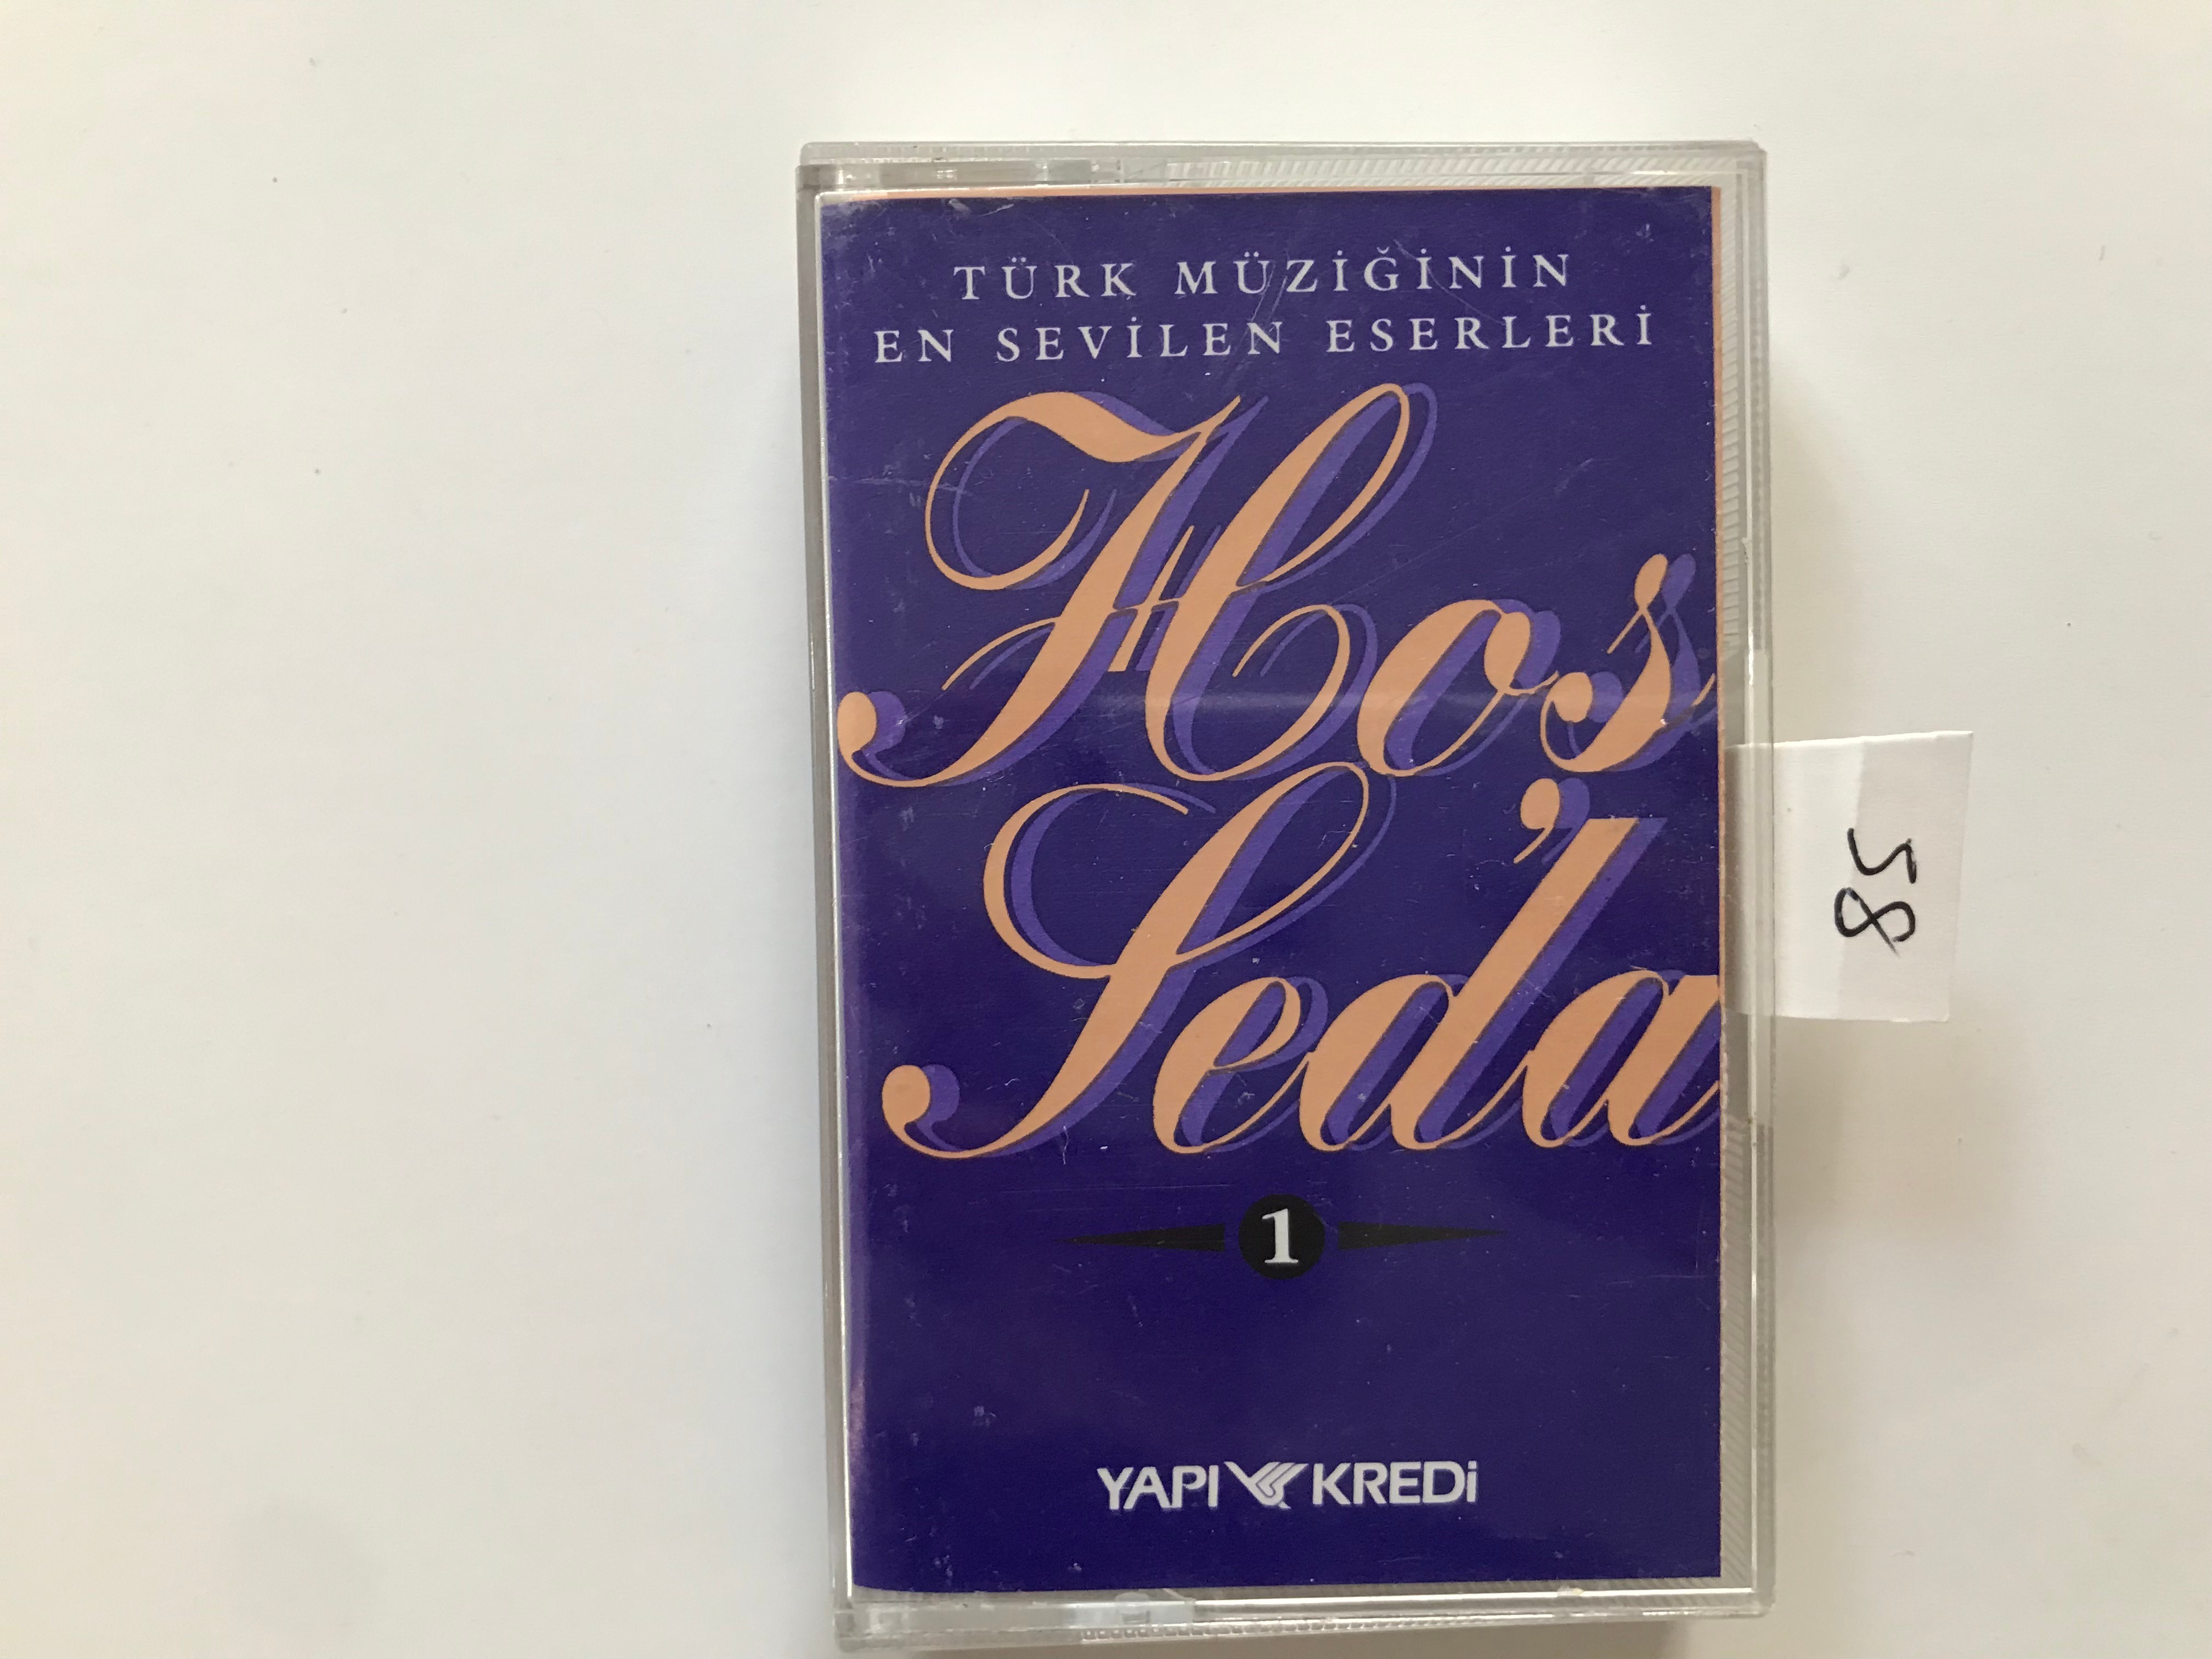 TÜRK MÜZİĞİNİN
EN SEVİLEN ESERLERİ
Hoş
Seda
1
YAPI KREDİ
85